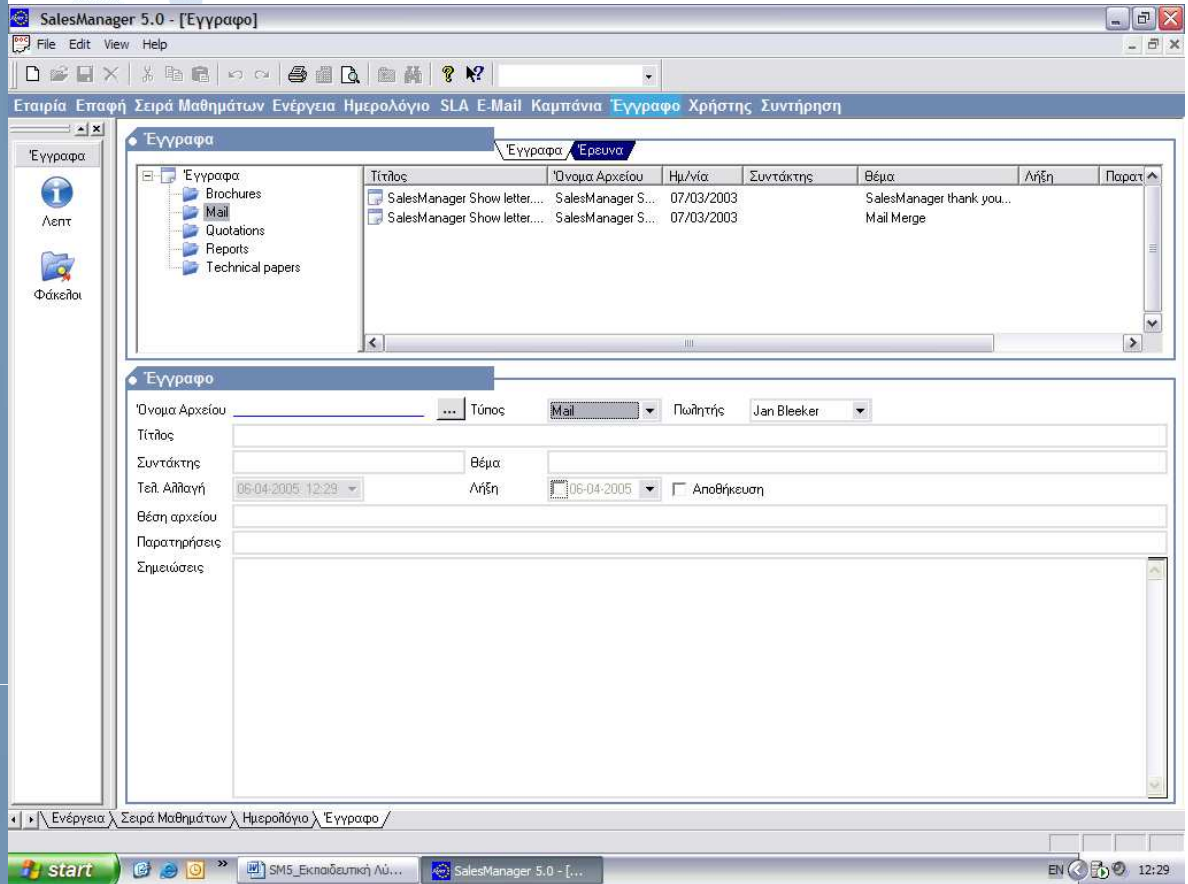 SalesManager 5.0 - [Έγγραφο]
File Edit View Help
Εταιρία Επαφή Σειρά Μαθημάτων Ενέργεια Ημερολόγιο SLA E-Mail Καμπάνια Έγγραφο Χρήστης Συντήρηση
Έγγραφα
Λεπτ
Φάκελοι
Έγγραφα
Έγγραφα Έρευνα
Έγγραφα
Brochures
Mail
Quotations
Reports
Technical papers
Τίτλος Όνομα Αρχείου Ημ/νία Συντάκτης Θέμα Λήξη Παρατ
SalesManager Show letter.... SalesManager S... 07/03/2003 SalesManager thank you...
SalesManager Show letter.... SalesManager S... 07/03/2003 Mail Merge
Έγγραφο
Όνομα Αρχείου ... Τύπος Mail Πωλητής Jan Bleeker
Τίτλος
Συντάκτης Θέμα
Τελ. Αλλαγή 06-04-2005 12:29 Λήξη 06-04-2005 Αποθήκευση
Θέση αρχείου
Παρατηρήσεις
Σημειώσεις
Ενέργεια Σειρά Μαθημάτων Ημερολόγιο Έγγραφο
start SM5_Εκπαιδευτική Λύ... SalesManager 5.0 - [... EN 12:29